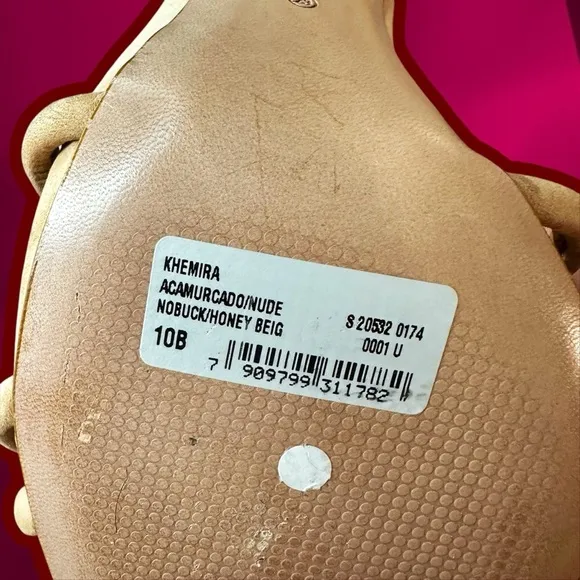 KHEMIRA
ACAMURCADO/NUDE
NOBUCK/HONEY BEIG
10B
S 20532 0174
0001 U
7 909799 311782